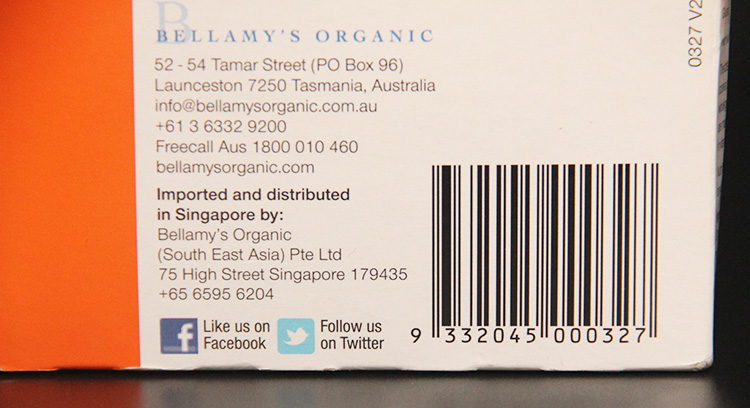 BELLAMY'S ORGANIC
52 - 54 Tamar Street (PO Box 96)
Launceston 7250 Tasmania, Australia
info@bellamysorganic.com.au
+61 3 6332 9200
Freecall Aus 1800 010 460
bellamysorganic.com
Imported and distributed
in Singapore by:
Bellamy's Organic
(South East Asia) Pte Ltd
75 High Street Singapore 179435
+65 6595 6204
Like us on
Facebook
Follow us
on Twitter
9 332045 000327
0327 V2